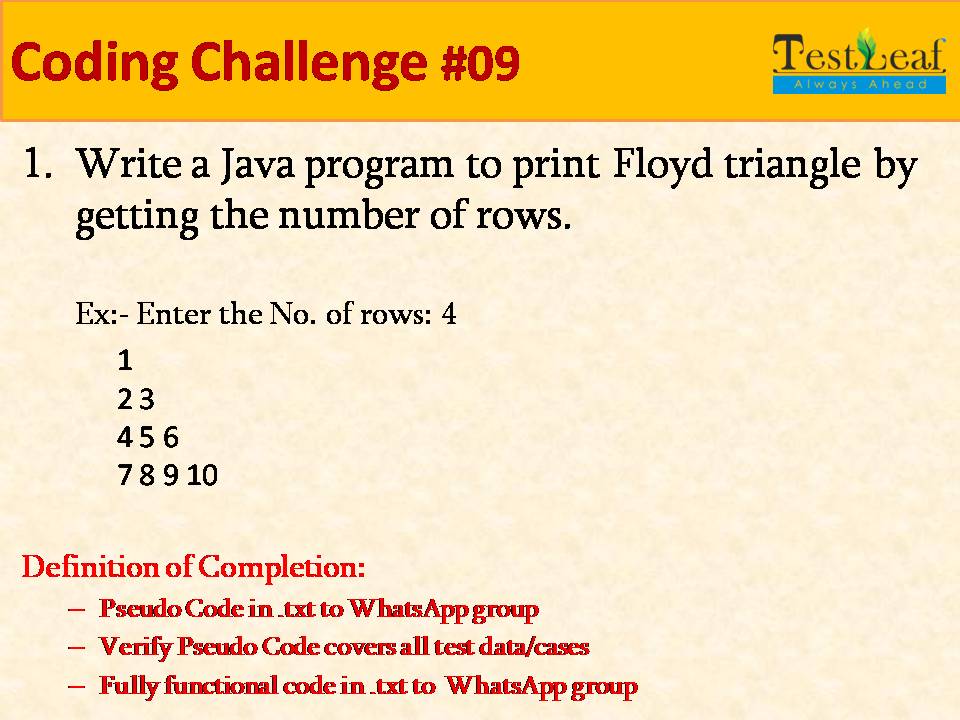 Coding Challenge #09
TestLeaf
Always Ahead
1. Write a Java program to print Floyd triangle by
getting the number of rows.
Ex:- Enter the No. of rows: 4
1
2 3
4 5 6
7 8 9 10
Definition of Completion:
– Pseudo Code in .txt to WhatsApp group
– Verify Pseudo Code covers all test data/cases
– Fully functional code in .txt to WhatsApp group